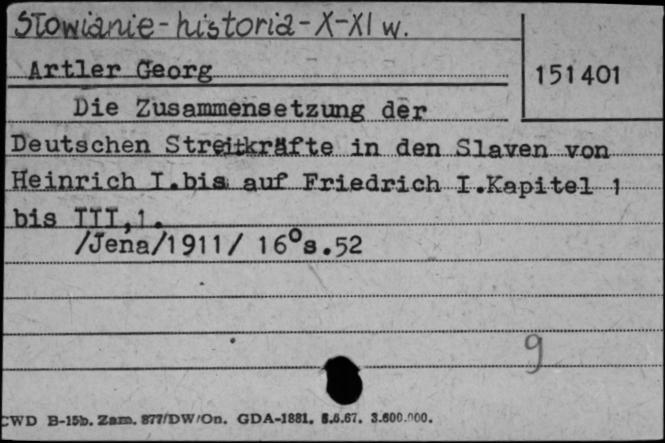 Słowianie-historia-X-XI w.
Artler Georg
151401
Die Zusammensetzung der
Deutschen Streitkräfte in den Slaven von
Heinrich I.bis auf Friedrich I.Kapitel 1
bis III,1.
/Jena/1911/ 16°s.52
9
CWD B-15b. Zam. 877/DW/On. GDA-1881. 8.6.67. 3.600.000.